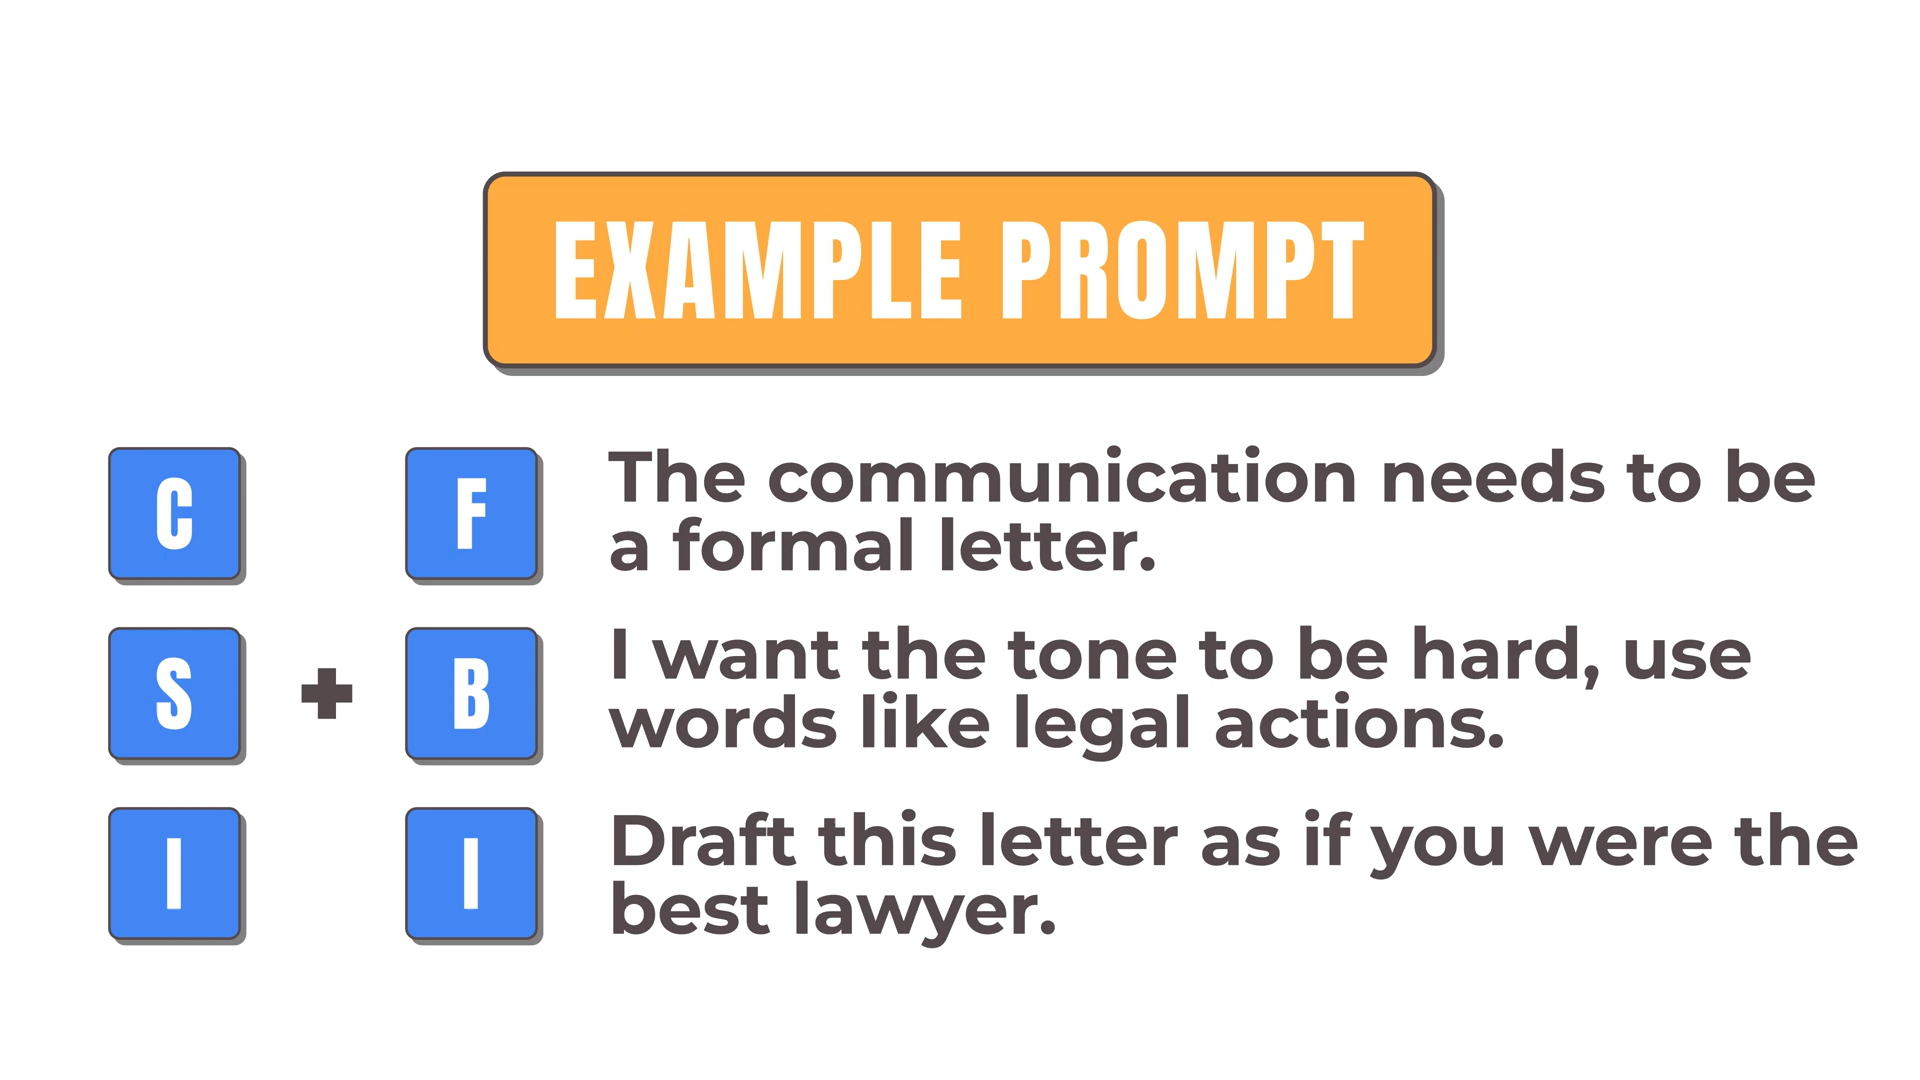 EXAMPLE PROMPT
C F The communication needs to be
a formal letter.
S + B I want the tone to be hard, use
words like legal actions.
I I Draft this letter as if you were the
best lawyer.